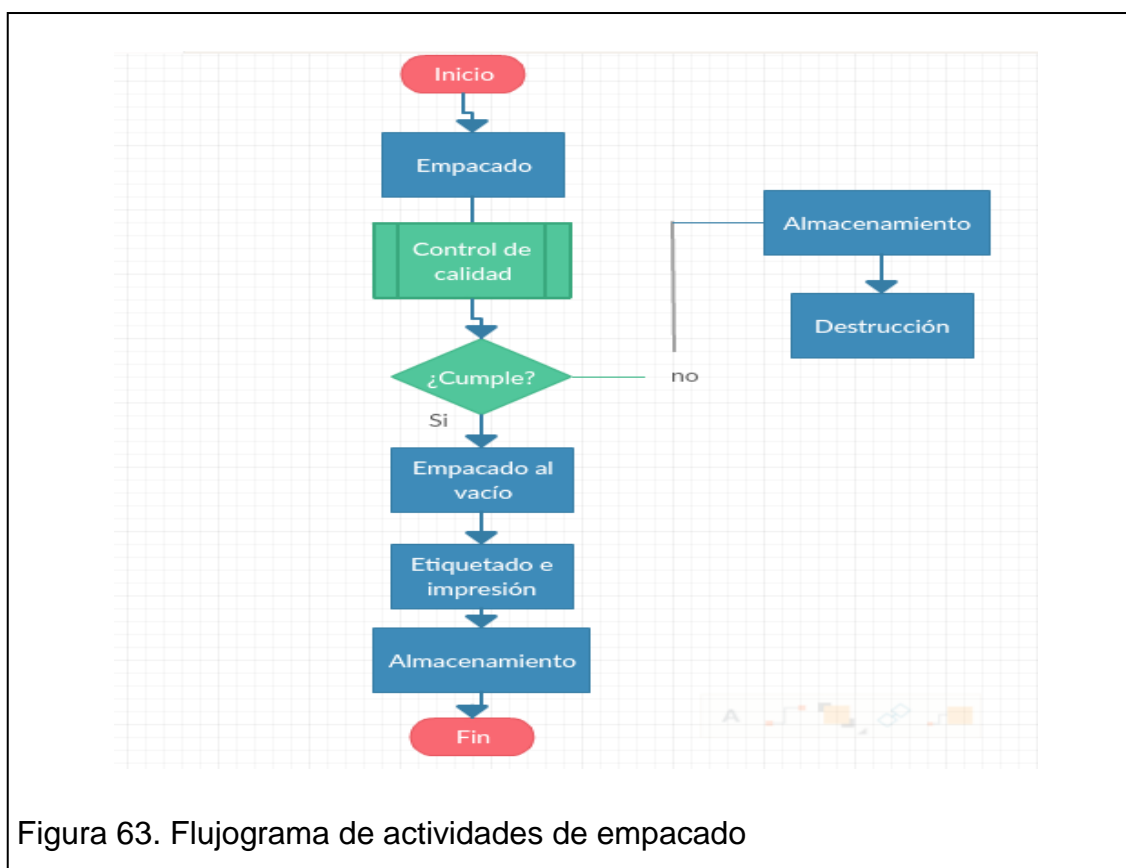 Inicio
Empacado
Control de
calidad
¿Cumple?
no
Si
Almacenamiento
Destrucción
Empacado al
vacío
Etiquetado e
impresión
Almacenamiento
Fin
A
Figura 63. Flujograma de actividades de empacado